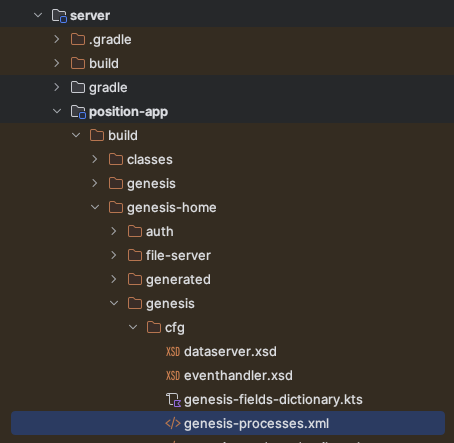 server
.gradle
build
gradle
position-app
build
classes
genesis
genesis-home
auth
file-server
generated
genesis
cfg
XSD dataserver.xsd
XSD eventhandler.xsd
genesis-fields-dictionary.kts
</> genesis-processes.xml